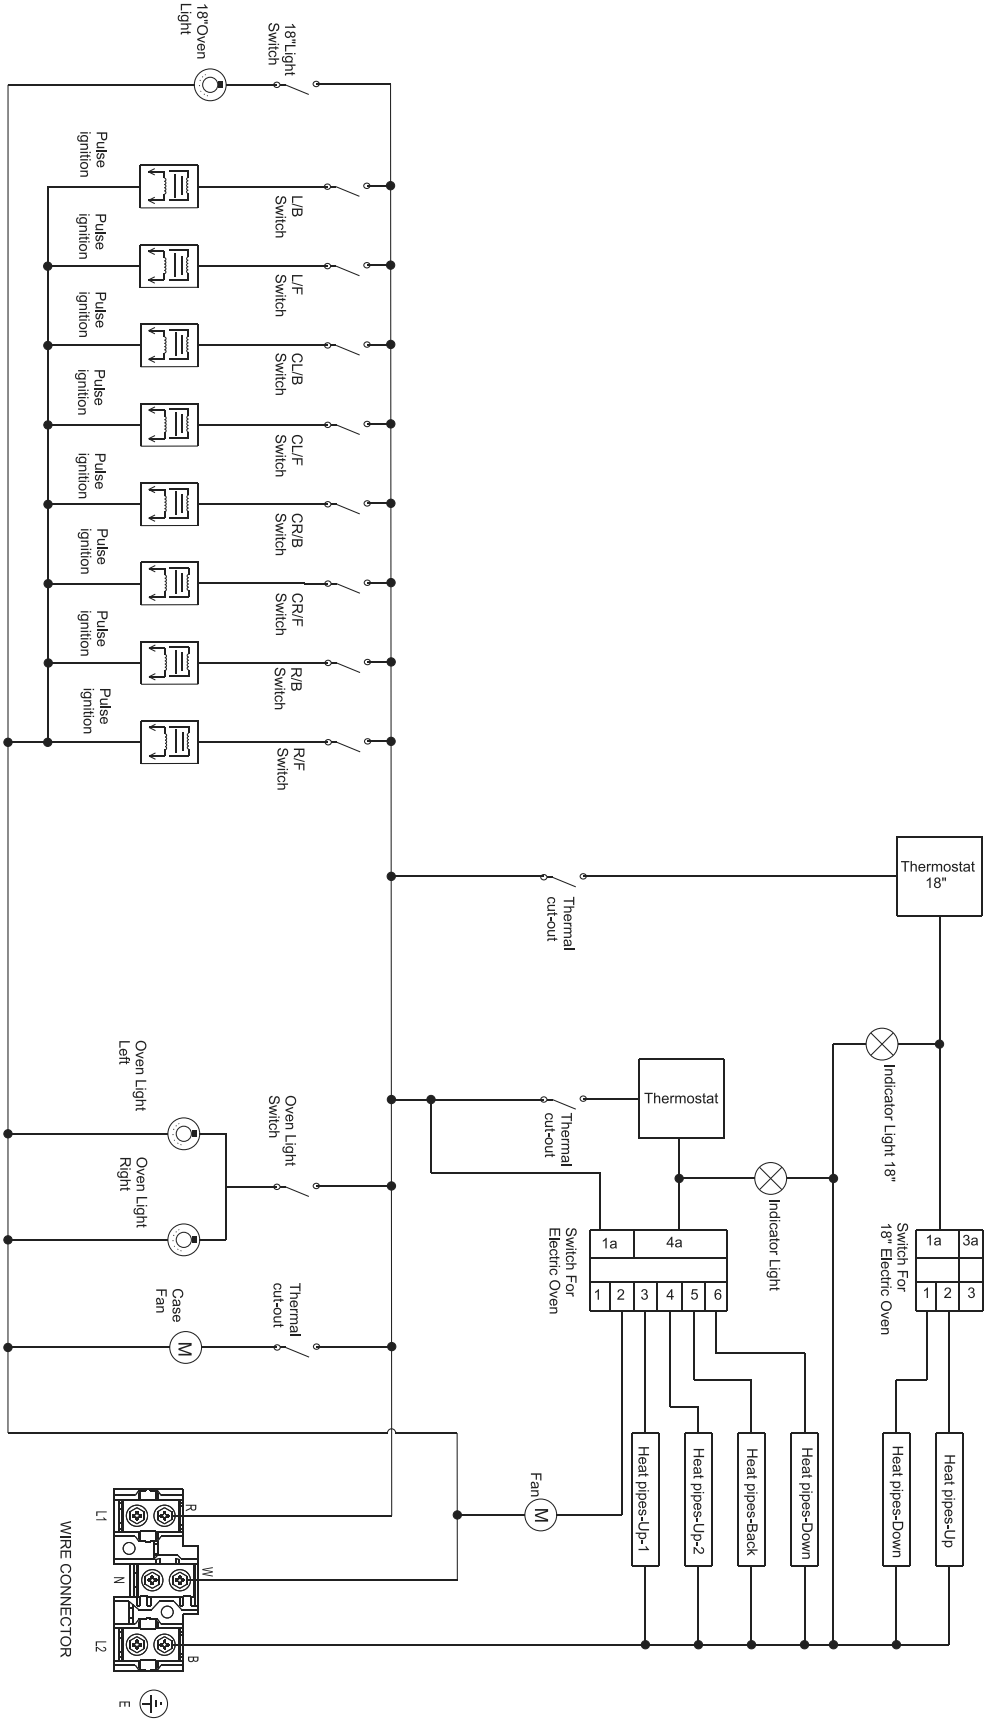 18"Oven
Light
18"Light
Switch
Pulse
ignition
L/B
Switch
Pulse
ignition
L/F
Switch
Pulse
ignition
CL/B
Switch
Pulse
ignition
CL/F
Switch
Pulse
ignition
CR/B
Switch
Pulse
ignition
CR/F
Switch
Pulse
ignition
R/B
Switch
Pulse
ignition
R/F
Switch
Thermostat
18"
Thermal
cut-out
Indicator Light 18"
Oven Light
Left
Oven Light
Switch
Oven Light
Right
Thermostat
Thermal
cut-out
Indicator Light
Switch For
Electric Oven
1a
4a
1
2
3
4
5
6
Switch For
18" Electric Oven
1a
3a
1
2
3
Case
Fan
M
Thermal
cut-out
Fan
M
Heat pipes-Up-1
Heat pipes-Up-2
Heat pipes-Back
Heat pipes-Down
Heat pipes-Down
Heat pipes-Up
R
L1
W
N
B
L2
WIRE CONNECTOR
E